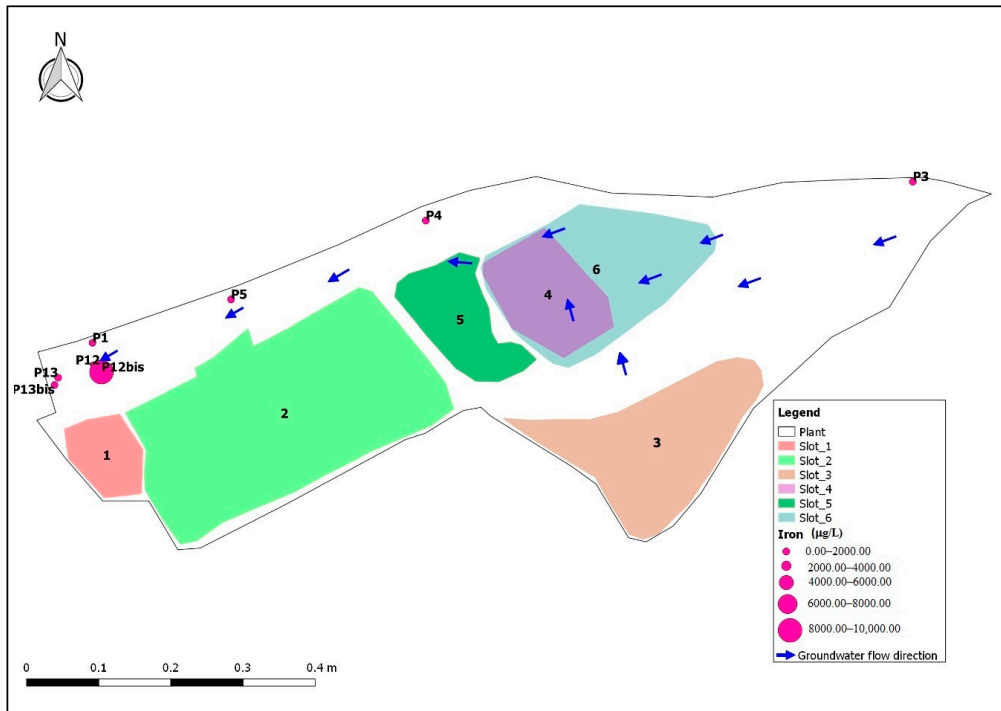 N
P3
P4
6
4
P5
5
P1
P12
P12bis
P13
P13bis
2
3
1
Legend
Plant
Slot_1
Slot_2
Slot_3
Slot_4
Slot_5
Slot_6
Iron (µg/L)
0.00–2000.00
2000.00–4000.00
4000.00–6000.00
6000.00–8000.00
8000.00–10,000.00
Groundwater flow direction
0 0.1 0.2 0.3 0.4 m